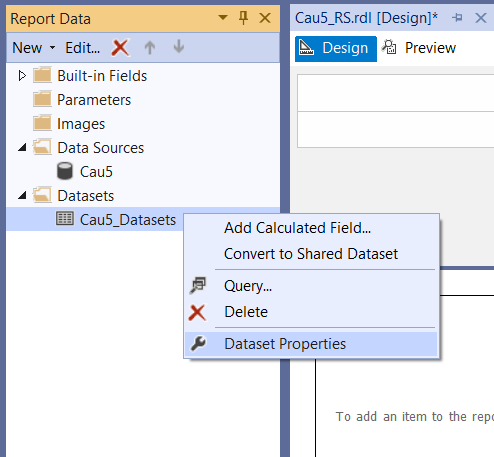 Report Data
New Edit...
Built-in Fields
Parameters
Images
Data Sources
Cau5
Datasets
Cau5_Datasets
Add Calculated Field...
Convert to Shared Dataset
Query...
Delete
Dataset Properties
Cau5_RS.rdl [Design]*
Design Preview
To add an item to the repo